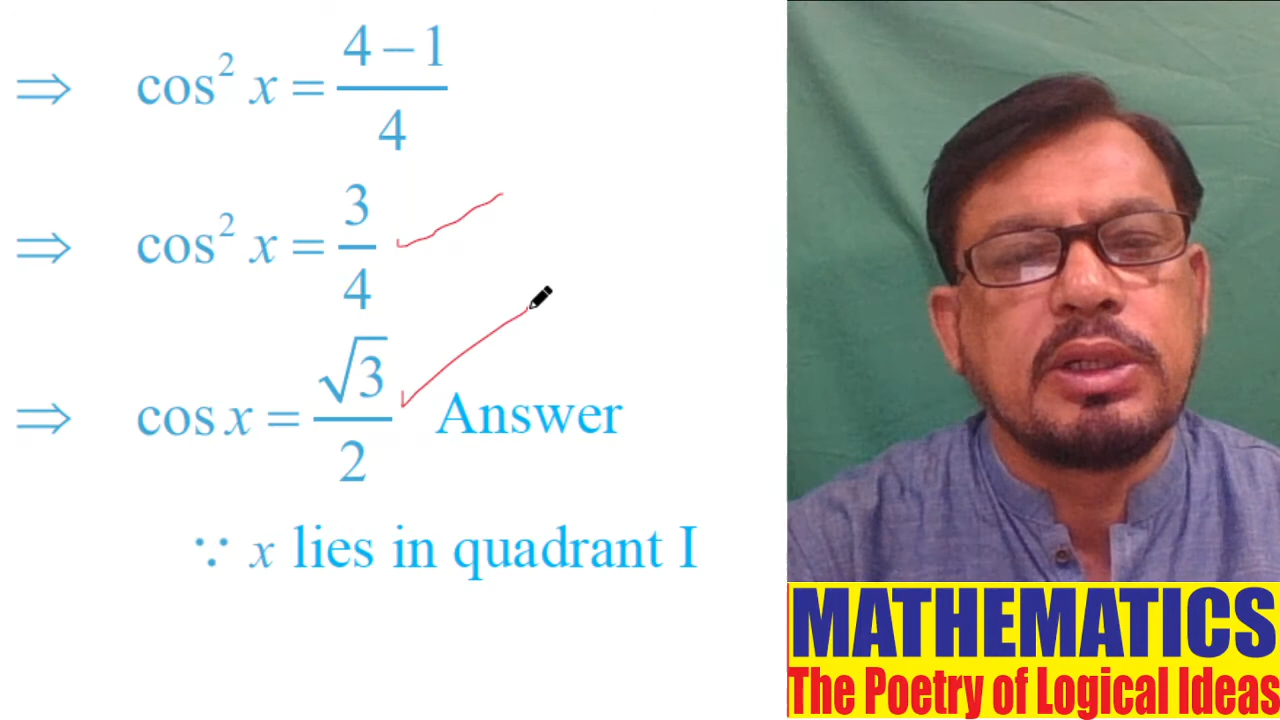 ⇒ cos² x = (4 − 1)/4
⇒ cos² x = 3/4
⇒ cos x = √3/2 Answer
∵ x lies in quadrant I
MATHEMATICS
The Poetry of Logical Ideas